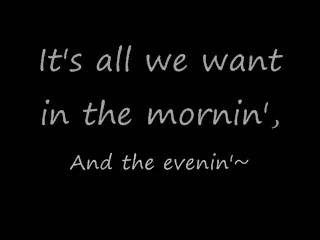 It's all we want
in the mornin',
And the evenin'~